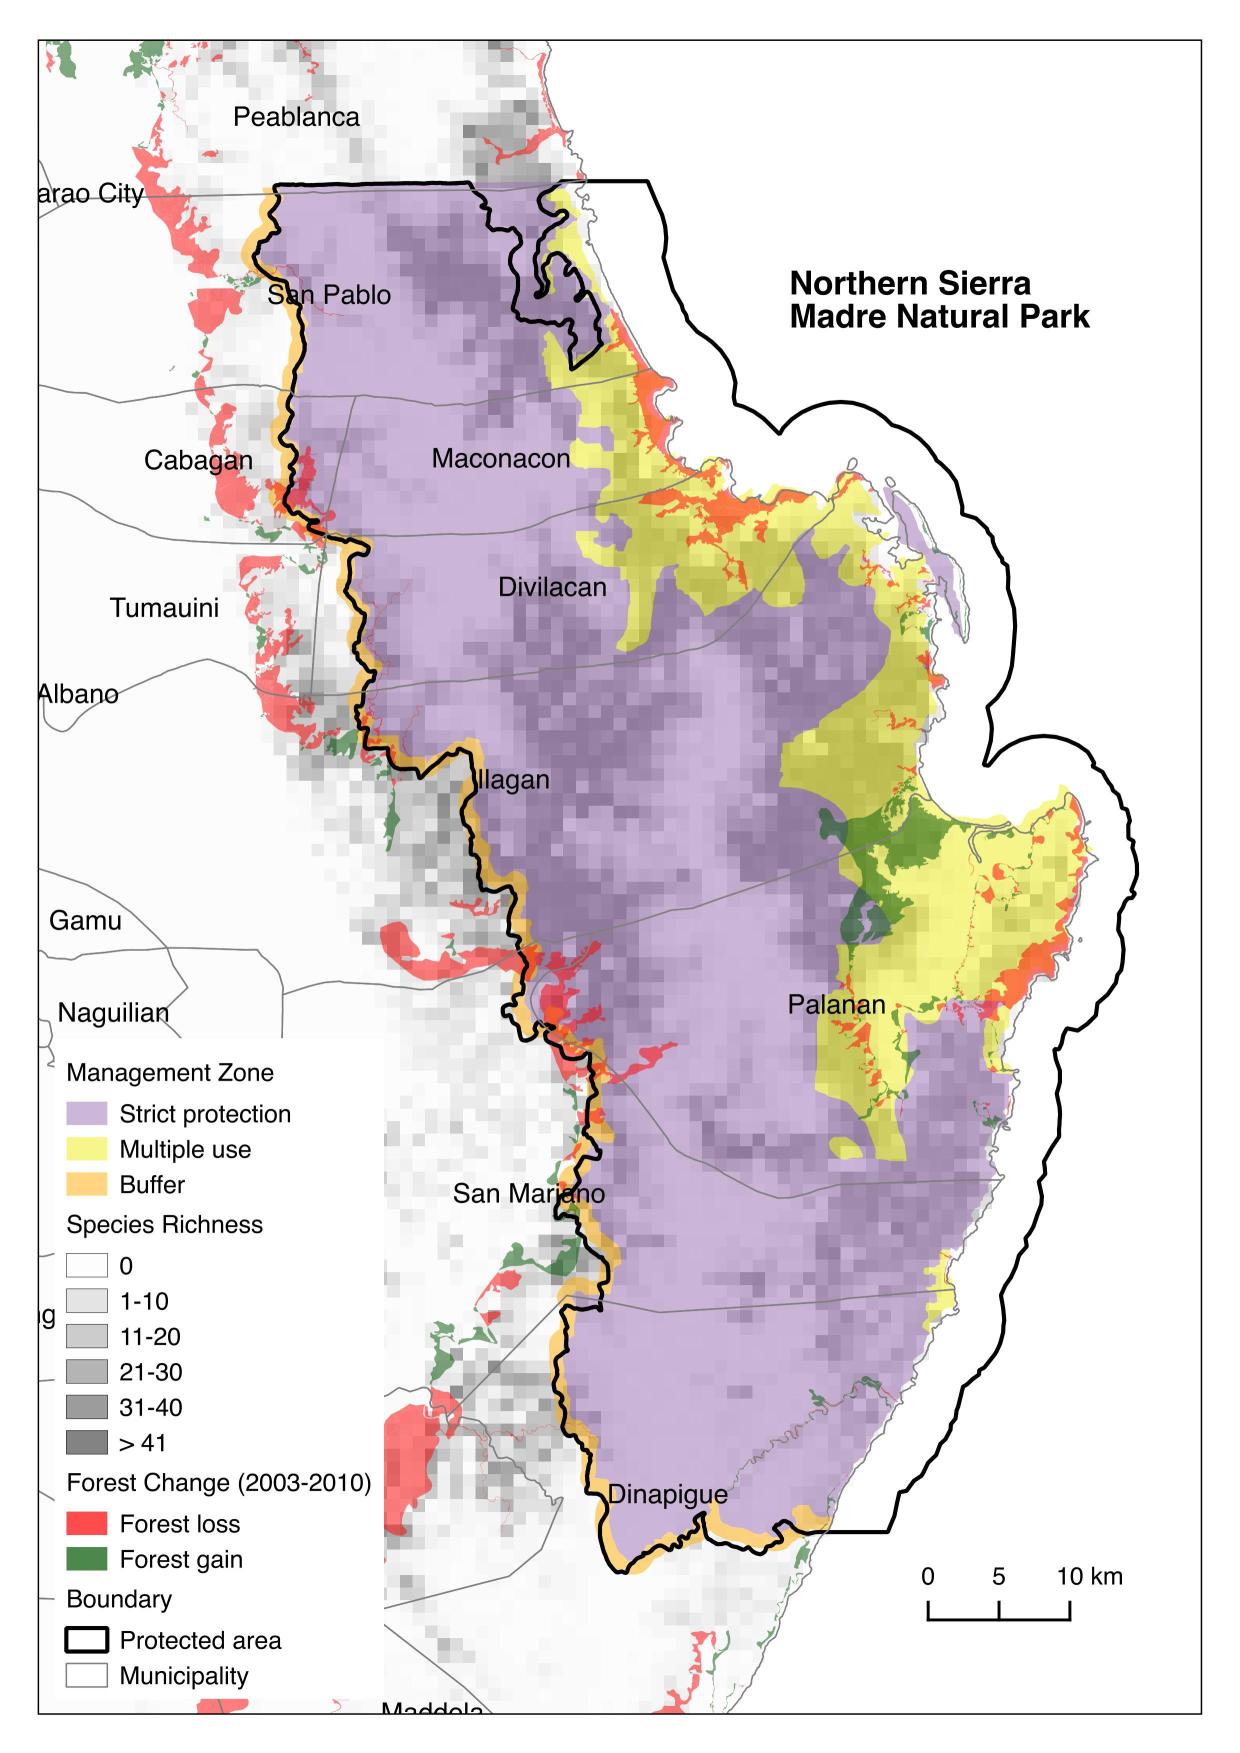 Peablanca
arao City
Northern Sierra
Madre Natural Park
San Pablo
Cabagan
Maconacon
Divilacan
Tumauini
Albano
Ilagan
Gamu
Palanan
Naguilian
Management Zone
Strict protection
Multiple use
Buffer
San Mariano
Species Richness
0
1-10
ng
11-20
21-30
31-40
> 41
Forest Change (2003-2010)
Dinapigue
Forest loss
Forest gain
0 5 10 km
Boundary
Protected area
Municipality
Maddela